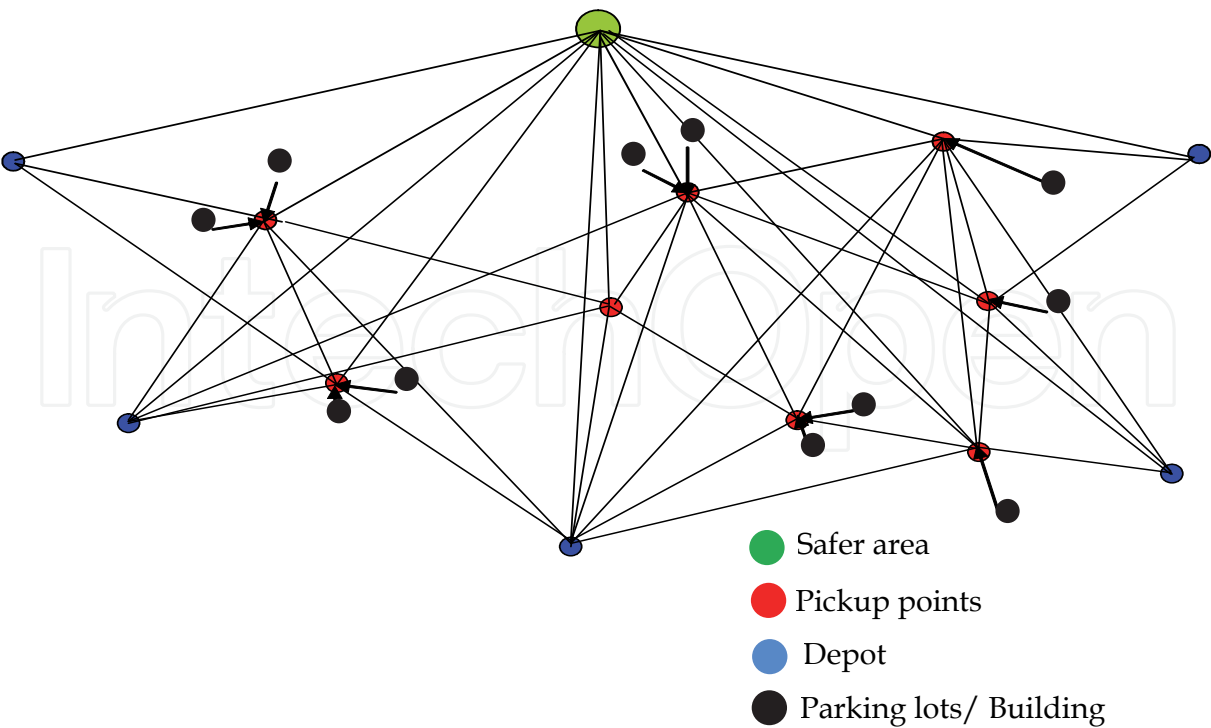 IntechOpen
Safer area
Pickup points
Depot
Parking lots/ Building